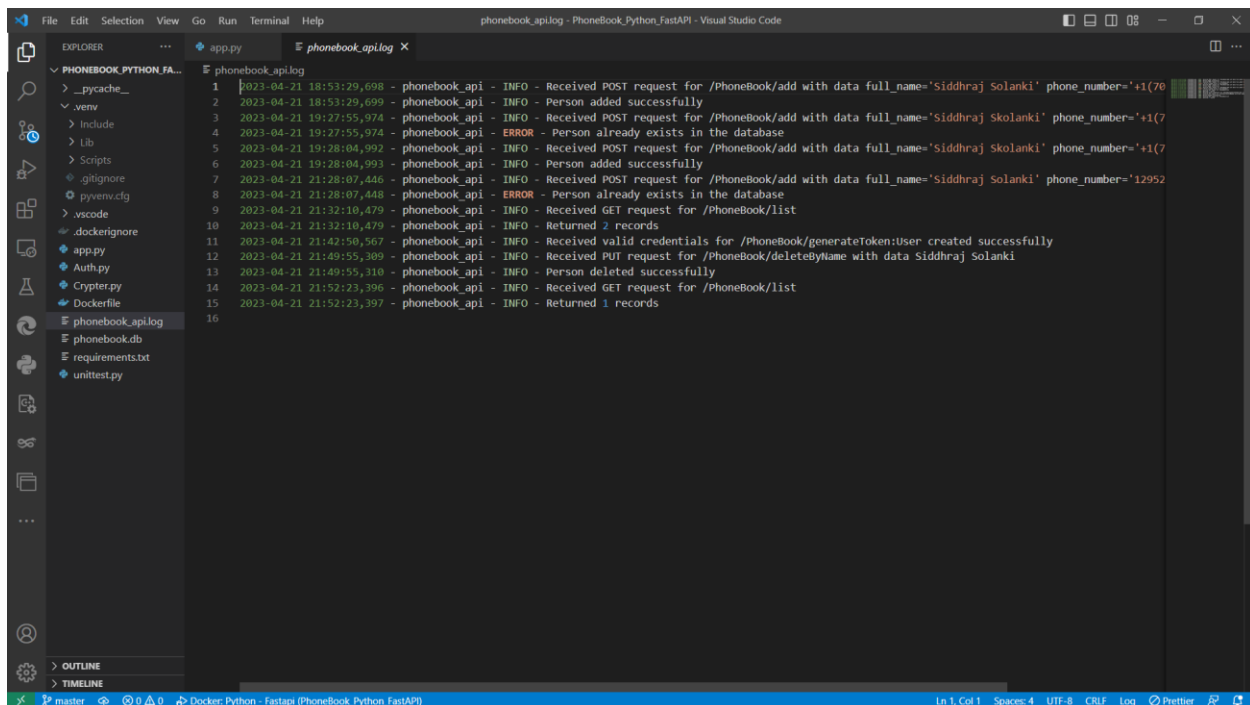 File Edit Selection View Go Run Terminal Help phonebook_api.log - PhoneBook_Python_FastAPI - Visual Studio Code
EXPLORER
PHONEBOOK_PYTHON_FA...
__pycache__
.venv
Include
Lib
Scripts
.gitignore
pyvenv.cfg
.vscode
.dockerignore
app.py
Auth.py
Crypter.py
Dockerfile
phonebook_api.log
phonebook.db
requirements.txt
unittest.py
OUTLINE
TIMELINE
app.py phonebook_api.log
phonebook_api.log
1 2023-04-21 18:53:29,698 - phonebook_api - INFO - Received POST request for /PhoneBook/add with data full_name='Siddhraj Solanki' phone_number='+1(70
2 2023-04-21 18:53:29,699 - phonebook_api - INFO - Person added successfully
3 2023-04-21 19:27:55,974 - phonebook_api - INFO - Received POST request for /PhoneBook/add with data full_name='Siddhraj Skolanki' phone_number='+1(7
4 2023-04-21 19:27:55,974 - phonebook_api - ERROR - Person already exists in the database
5 2023-04-21 19:28:04,992 - phonebook_api - INFO - Received POST request for /PhoneBook/add with data full_name='Siddhraj Skolanki' phone_number='+1(7
6 2023-04-21 19:28:04,993 - phonebook_api - INFO - Person added successfully
7 2023-04-21 21:28:07,446 - phonebook_api - INFO - Received POST request for /PhoneBook/add with data full_name='Siddhraj Solanki' phone_number='12952
8 2023-04-21 21:28:07,448 - phonebook_api - ERROR - Person already exists in the database
9 2023-04-21 21:32:10,479 - phonebook_api - INFO - Received GET request for /PhoneBook/list
10 2023-04-21 21:32:10,479 - phonebook_api - INFO - Returned 2 records
11 2023-04-21 21:42:50,567 - phonebook_api - INFO - Received valid credentials for /PhoneBook/generateToken:User created successfully
12 2023-04-21 21:49:55,309 - phonebook_api - INFO - Received PUT request for /PhoneBook/deleteByName with data Siddhraj Solanki
13 2023-04-21 21:49:55,310 - phonebook_api - INFO - Person deleted successfully
14 2023-04-21 21:52:23,396 - phonebook_api - INFO - Received GET request for /PhoneBook/list
15 2023-04-21 21:52:23,397 - phonebook_api - INFO - Returned 1 records
16
master 0 0 Docker: Python - Fastapi (PhoneBook_Python_FastAPI) Ln 1, Col 1 Spaces: 4 UTF-8 CRLF Log Prettier